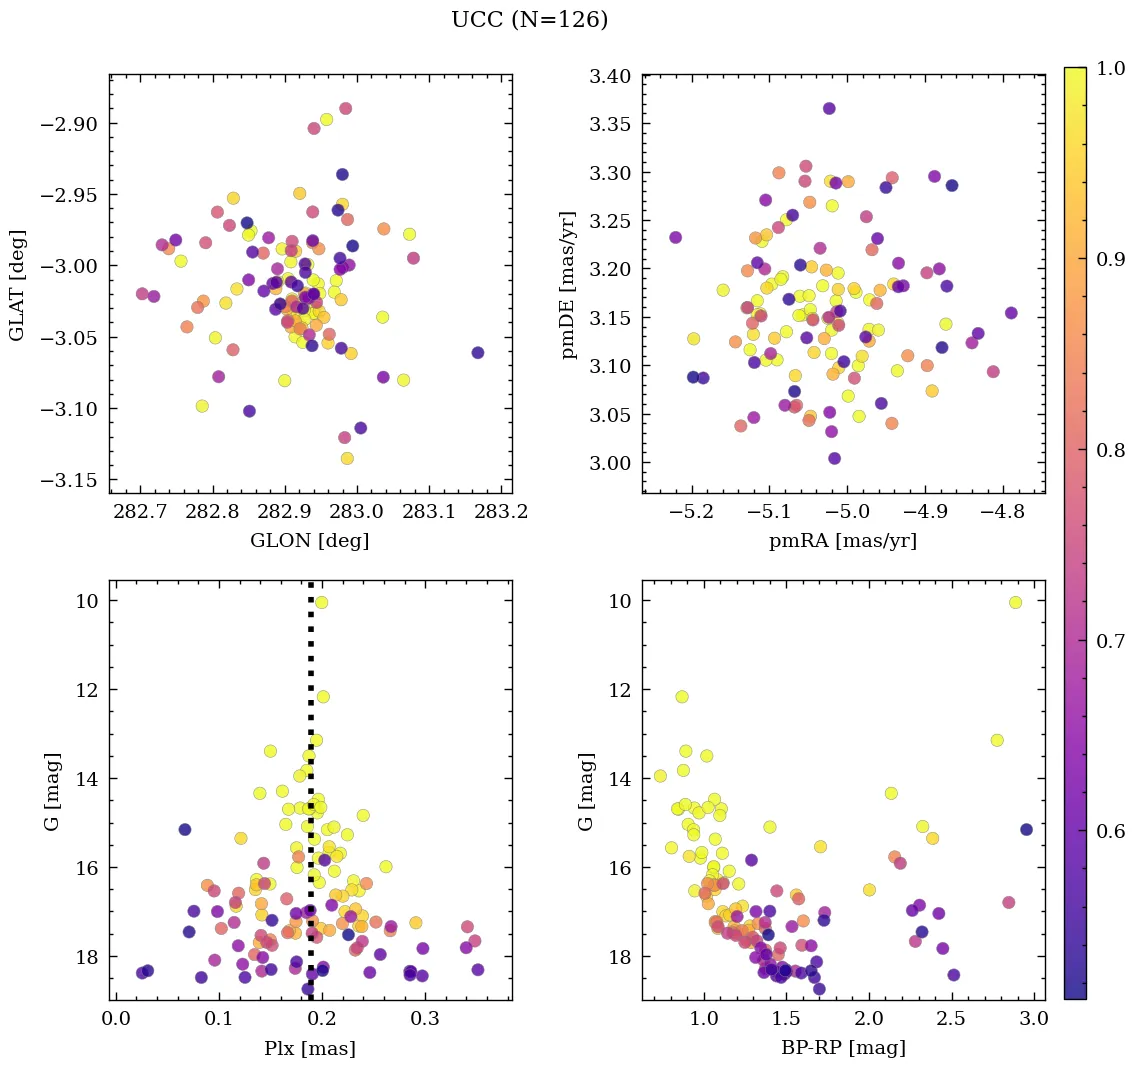 UCC (N=126)
−2.90
−2.95
−3.00
−3.05
−3.10
−3.15
GLAT [deg]
282.7 282.8 282.9 283.0 283.1 283.2
GLON [deg]
3.40
3.35
3.30
3.25
3.20
3.15
3.10
3.05
3.00
pmDE [mas/yr]
−5.2 −5.1 −5.0 −4.9 −4.8
pmRA [mas/yr]
10
12
14
16
18
G [mag]
0.0 0.1 0.2 0.3
Plx [mas]
10
12
14
16
18
G [mag]
1.0 1.5 2.0 2.5 3.0
BP-RP [mag]
1.0
0.9
0.8
0.7
0.6